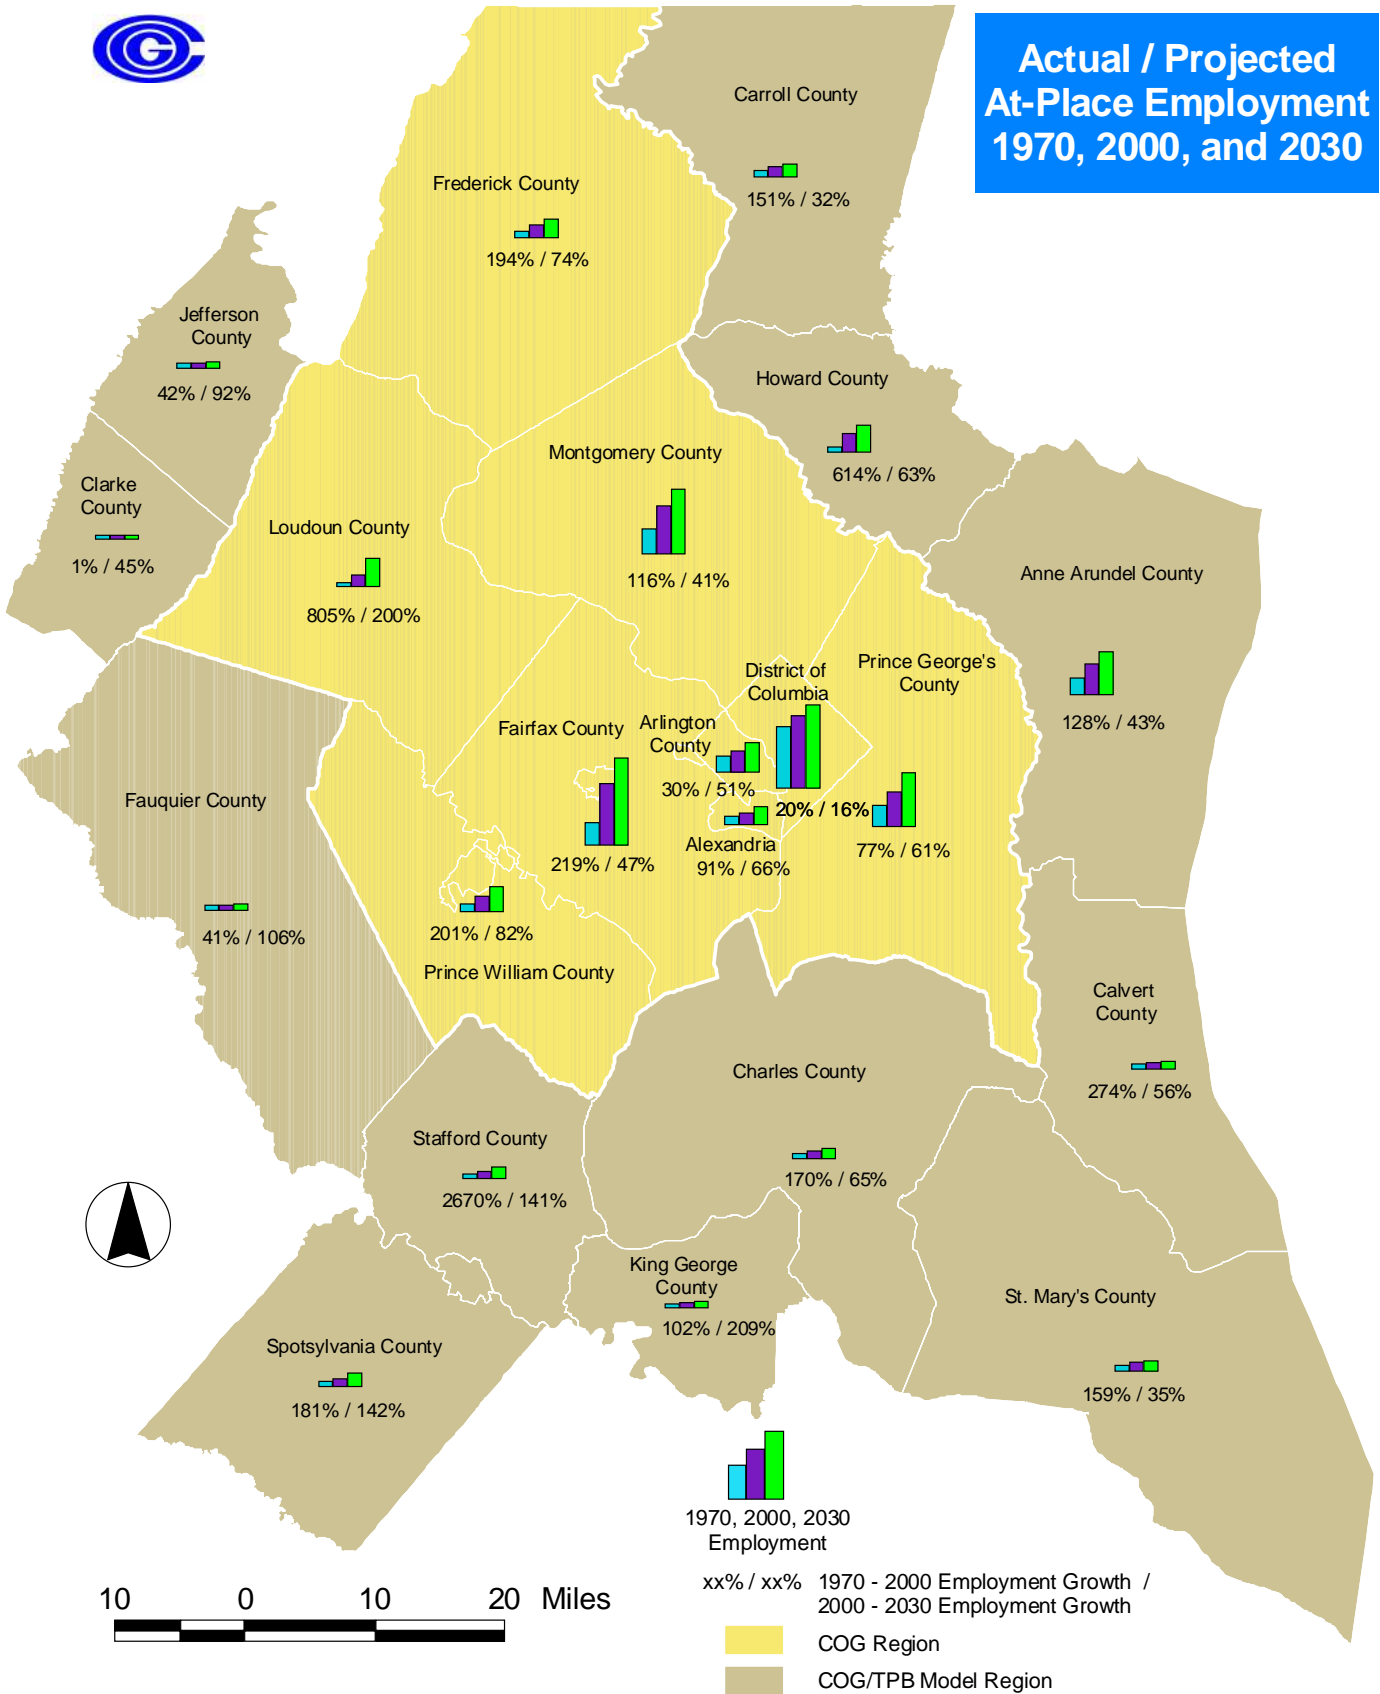 Actual / Projected
At-Place Employment
1970, 2000, and 2030
Carroll County
151% / 32%
Frederick County
194% / 74%
Jefferson
County
42% / 92%
Howard County
614% / 63%
Montgomery County
116% / 41%
Clarke
County
1% / 45%
Loudoun County
805% / 200%
Anne Arundel County
128% / 43%
Prince George's
County
77% / 61%
District of
Columbia
20% / 16%
Arlington
County
30% / 51%
Fairfax County
219% / 47%
Alexandria
91% / 66%
Fauquier County
41% / 106%
201% / 82%
Prince William County
Calvert
County
274% / 56%
Charles County
170% / 65%
Stafford County
2670% / 141%
King George
County
102% / 209%
St. Mary's County
159% / 35%
Spotsylvania County
181% / 142%
1970, 2000, 2030
Employment
xx% / xx% 1970 - 2000 Employment Growth /
2000 - 2030 Employment Growth
COG Region
COG/TPB Model Region
10 0 10 20 Miles